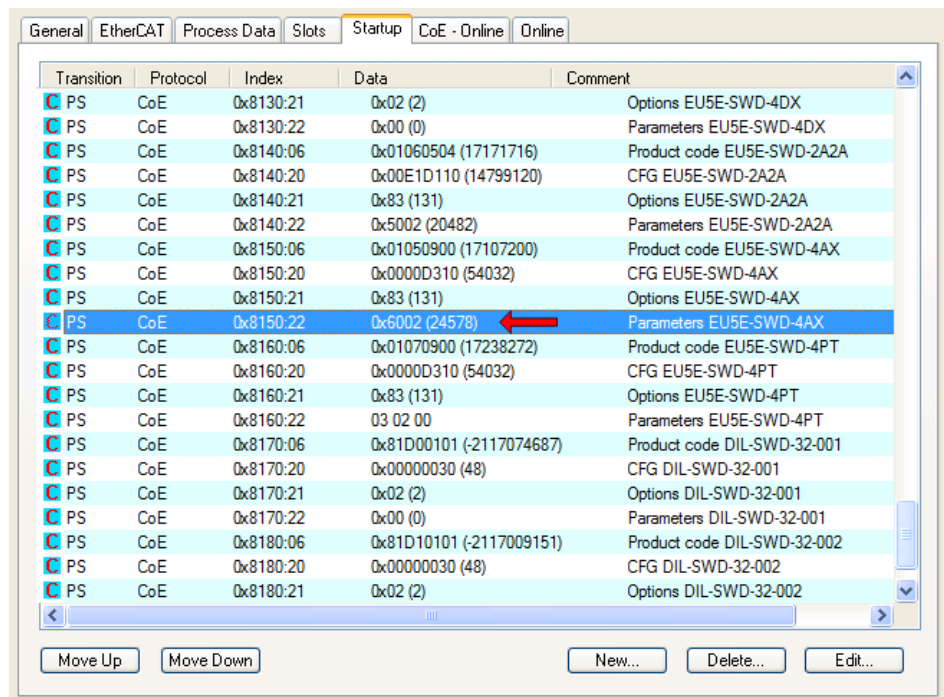 General EtherCAT Process Data Slots Startup CoE - Online Online
Transition Protocol Index Data Comment
C PS CoE 0x8130:21 0x02 (2) Options EU5E-SWD-4DX
C PS CoE 0x8130:22 0x00 (0) Parameters EU5E-SWD-4DX
C PS CoE 0x8140:06 0x01060504 (17171716) Product code EU5E-SWD-2A2A
C PS CoE 0x8140:20 0x00E1D110 (14799120) CFG EU5E-SWD-2A2A
C PS CoE 0x8140:21 0x83 (131) Options EU5E-SWD-2A2A
C PS CoE 0x8140:22 0x5002 (20482) Parameters EU5E-SWD-2A2A
C PS CoE 0x8150:06 0x01050900 (17107200) Product code EU5E-SWD-4AX
C PS CoE 0x8150:20 0x0000D310 (54032) CFG EU5E-SWD-4AX
C PS CoE 0x8150:21 0x83 (131) Options EU5E-SWD-4AX
C PS CoE 0x8150:22 0x6002 (24578) Parameters EU5E-SWD-4AX
C PS CoE 0x8160:06 0x01070900 (17238272) Product code EU5E-SWD-4PT
C PS CoE 0x8160:20 0x0000D310 (54032) CFG EU5E-SWD-4PT
C PS CoE 0x8160:21 0x83 (131) Options EU5E-SWD-4PT
C PS CoE 0x8160:22 03 02 00 Parameters EU5E-SWD-4PT
C PS CoE 0x8170:06 0x81D00101 (-2117074687) Product code DIL-SWD-32-001
C PS CoE 0x8170:20 0x00000030 (48) CFG DIL-SWD-32-001
C PS CoE 0x8170:21 0x02 (2) Options DIL-SWD-32-001
C PS CoE 0x8170:22 0x00 (0) Parameters DIL-SWD-32-001
C PS CoE 0x8180:06 0x81D10101 (-2117009151) Product code DIL-SWD-32-002
C PS CoE 0x8180:20 0x00000030 (48) CFG DIL-SWD-32-002
C PS CoE 0x8180:21 0x02 (2) Options DIL-SWD-32-002
Move Up Move Down New... Delete... Edit...